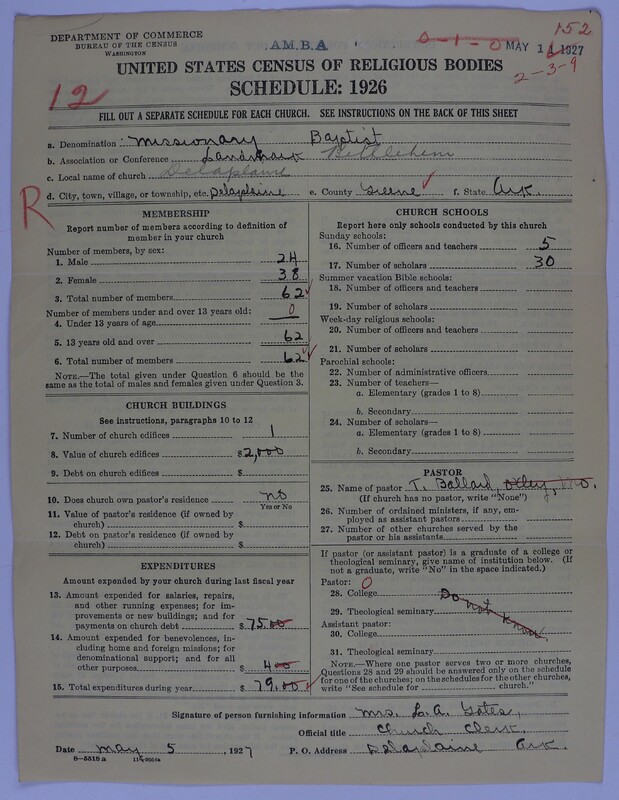 DEPARTMENT OF COMMERCE
BUREAU OF THE CENSUS
WASHINGTON
A.M.B.A
0-1-0
MAY 11 1927
152
2-3-9
12
UNITED STATES CENSUS OF RELIGIOUS BODIES
SCHEDULE: 1926
FILL OUT A SEPARATE SCHEDULE FOR EACH CHURCH. SEE INSTRUCTIONS ON THE BACK OF THIS SHEET
a. Denomination Missionary Baptist
b. Association or Conference Landmark Bethlehem
c. Local name of church Delaplaine
d. City, town, village, or township, etc. Delaplaine e. County Greene ✓ f. State Ark.
R
MEMBERSHIP
Report number of members according to definition of member in your church
Number of members, by sex:
1. Male 24
2. Female 38
3. Total number of members 62 ✓
Number of members under and over 13 years old:
4. Under 13 years of age 0
5. 13 years old and over 62
6. Total number of members 62 ✓
NOTE.—The total given under Question 6 should be the same as the total of males and females given under Question 3.
CHURCH BUILDINGS
See instructions, paragraphs 10 to 12
7. Number of church edifices 1
8. Value of church edifices $2,000
9. Debt on church edifices $
10. Does church own pastor's residence no
Yes or No
11. Value of pastor's residence (if owned by church) $
12. Debt on pastor's residence (if owned by church) $
EXPENDITURES
Amount expended by your church during last fiscal year
13. Amount expended for salaries, repairs, and other running expenses; for improvements or new buildings; and for payments on church debt $75.00
14. Amount expended for benevolences, including home and foreign missions; for denominational support; and for all other purposes 4.00
15. Total expenditures during year $79.00 ✓
CHURCH SCHOOLS
Report here only schools conducted by this church
Sunday schools:
16. Number of officers and teachers 5
17. Number of scholars 30
Summer vacation Bible schools:
18. Number of officers and teachers
19. Number of scholars
Week-day religious schools:
20. Number of officers and teachers
21. Number of scholars
Parochial schools:
22. Number of administrative officers
23. Number of teachers—
a. Elementary (grades 1 to 8)
b. Secondary
24. Number of scholars—
a. Elementary (grades 1 to 8)
b. Secondary
PASTOR
25. Name of pastor T. Ballard, Oxley, Mo.
(If church has no pastor, write "None")
26. Number of ordained ministers, if any, employed as assistant pastors
27. Number of other churches served by the pastor or his assistants
If pastor (or assistant pastor) is a graduate of a college or theological seminary, give name of institution below. (If not a graduate, write "No" in the space indicated.)
Pastor: 0
28. College Do not know.
29. Theological seminary
Assistant pastor:
30. College
31. Theological seminary
NOTE.—Where one pastor serves two or more churches, Questions 28 and 29 should be answered only on the schedule for one of the churches; on the schedules for the other churches, write "See schedule for church."
Signature of person furnishing information Mrs. L.A. Gates,
Official title Church Clerk.
Date May 5, 1927 P. O. Address Delaplaine Ark.
8—5518 a